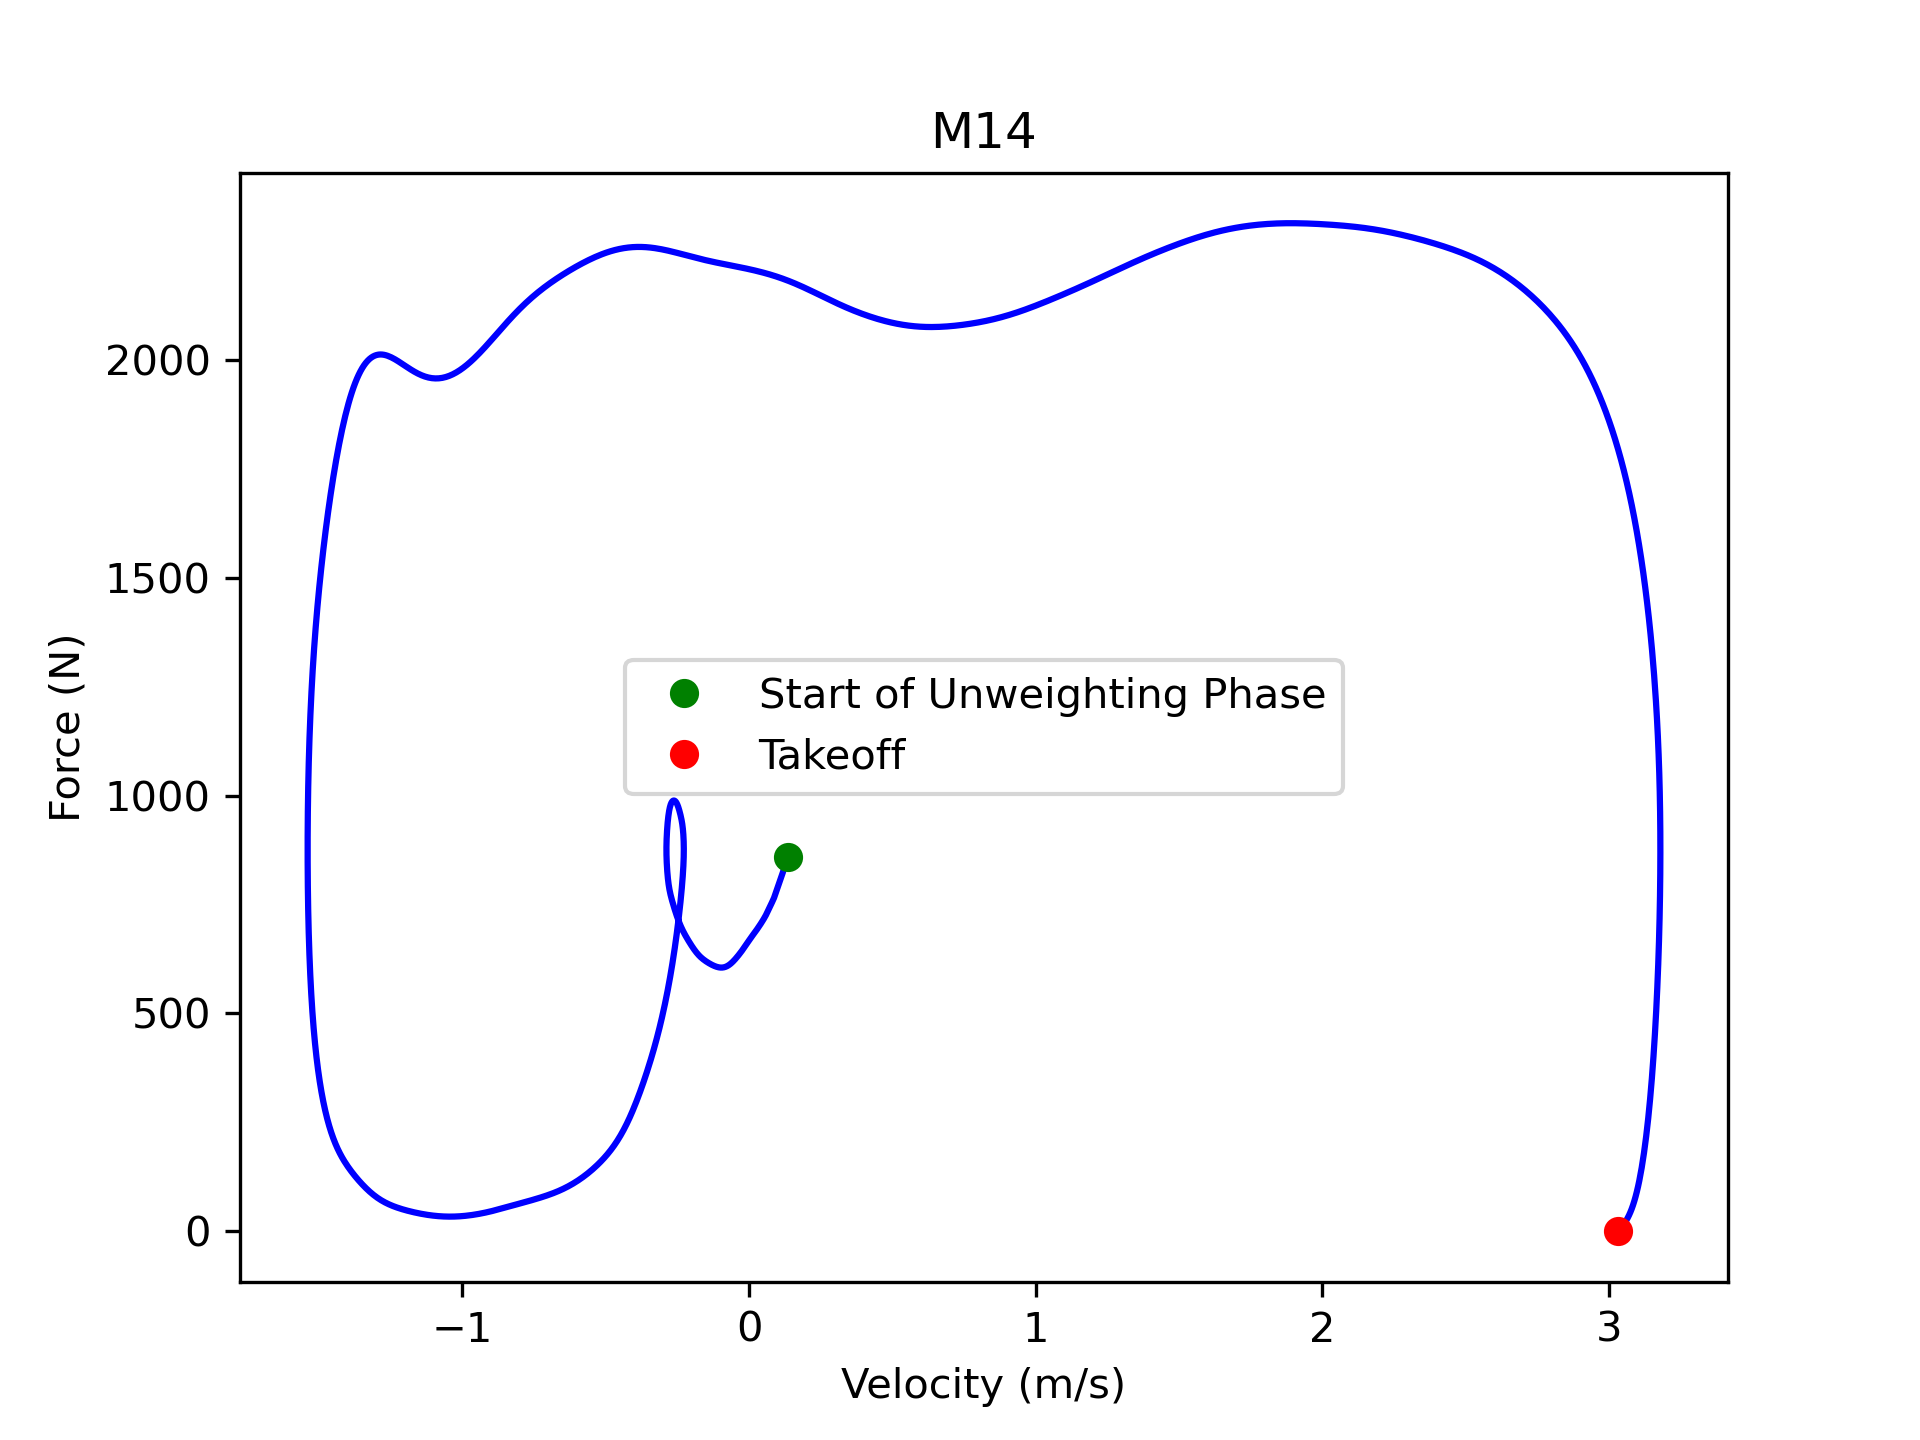 M14
Force (N)
2000
1500
1000
500
0
Start of Unweighting Phase
Takeoff
−1
0
1
2
3
Velocity (m/s)